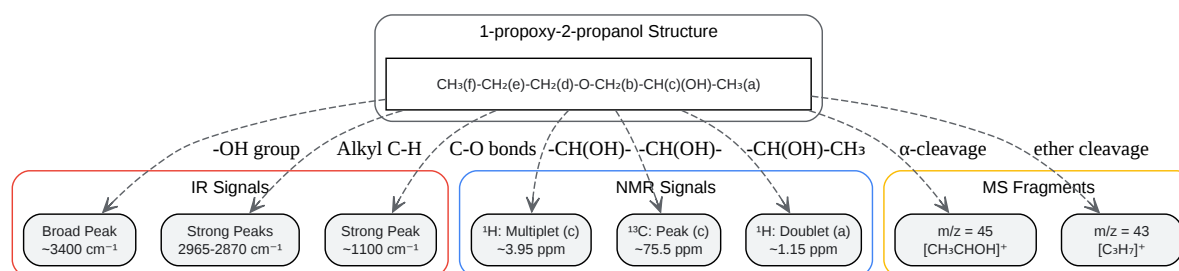 1-propoxy-2-propanol Structure
CH₃(f)-CH₂(e)-CH₂(d)-O-CH₂(b)-CH(c)(OH)-CH₃(a)
-OH group
Alkyl C-H
C-O bonds
-CH(OH)-
-CH(OH)-
-CH(OH)-CH₃
α-cleavage
ether cleavage
IR Signals
NMR Signals
MS Fragments
Broad Peak
~3400 cm⁻¹
Strong Peaks
2965-2870 cm⁻¹
Strong Peak
~1100 cm⁻¹
¹H: Multiplet (c)
~3.95 ppm
¹³C: Peak (c)
~75.5 ppm
¹H: Doublet (a)
~1.15 ppm
m/z = 45
[CH₃CHOH]⁺
m/z = 43
[C₃H₇]⁺